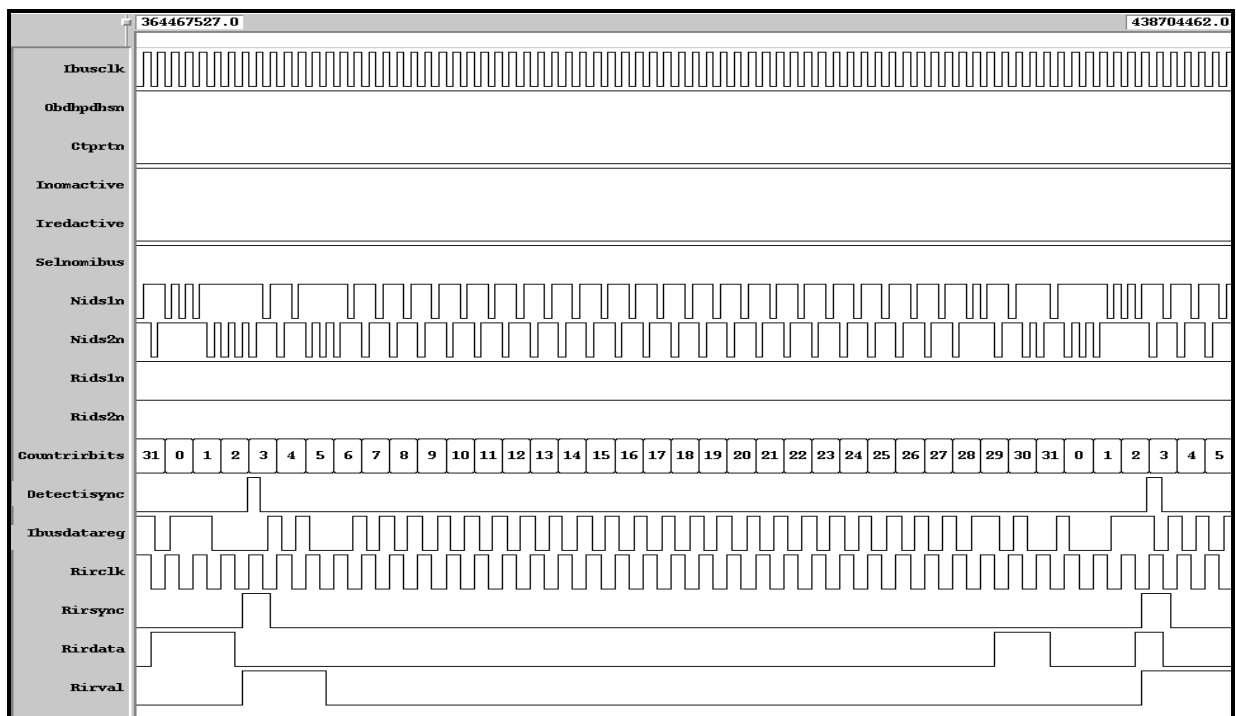 364467527.0 438704462.0
Ibusclk
Obdhpdhsn
Ctprtn
Inomactive
Iredactive
Selnomibus
Nids1n
Nids2n
Rids1n
Rids2n
Countrirbits 31 0 1 2 3 4 5 6 7 8 9 10 11 12 13 14 15 16 17 18 19 20 21 22 23 24 25 26 27 28 29 30 31 0 1 2 3 4 5
Detectisync
Ibusdatareg
Rirclk
Rirsync
Rirdata
Rirval